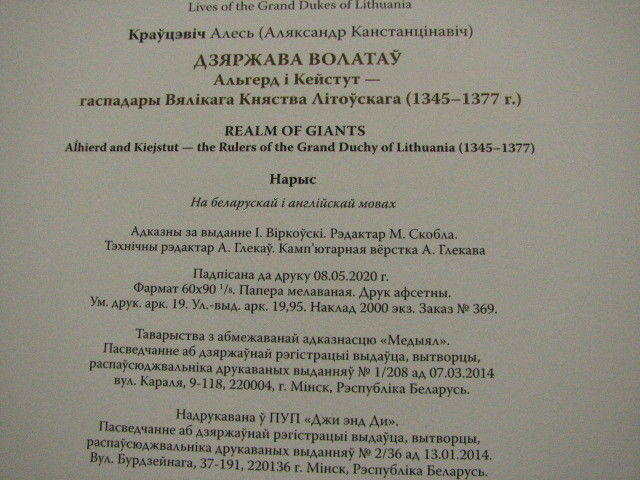 Lives of the Grand Dukes of Lithuania
Краўцэвіч Алесь (Аляксандр Канстанцінавіч)
ДЗЯРЖАВА ВОЛАТАЎ
Альгерд і Кейстут —
гаспадары Вялікага Княства Літоўскага (1345–1377 г.)
REALM OF GIANTS
Alhierd and Kiejstut — the Rulers of the Grand Duchy of Lithuania (1345–1377)
Нарыс
На беларускай і англійскай мовах
Адказны за выданне І. Віркоўскі. Рэдактар М. Скобла.
Тэхнічны рэдактар А. Глекаў. Камп'ютарная вёрстка А. Глекава
Падпісана да друку 08.05.2020 г.
Фармат 60х90 ¹/₈. Папера мелаваная. Друк афсетны.
Ум. друк. арк. 19. Ул.-выд. арк. 19,95. Наклад 2000 экз. Заказ № 369.
Таварыства з абмежаванай адказнасцю «Медыял».
Пасведчанне аб дзяржаўнай рэгістрацыі выдаўца, вытворцы,
распаўсюджвальніка друкаваных выданняў № 1/208 ад 07.03.2014
вул. Караля, 9-118, 220004, г. Мінск, Рэспубліка Беларусь.
Надрукавана ў ПУП «Джи энд Ди».
Пасведчанне аб дзяржаўнай рэгістрацыі выдаўца, вытворцы,
распаўсюджвальніка друкаваных выданняў № 2/36 ад 13.01.2014.
Вул. Бурдзейнага, 37-191, 220136 г. Мінск, Рэспубліка Беларусь.